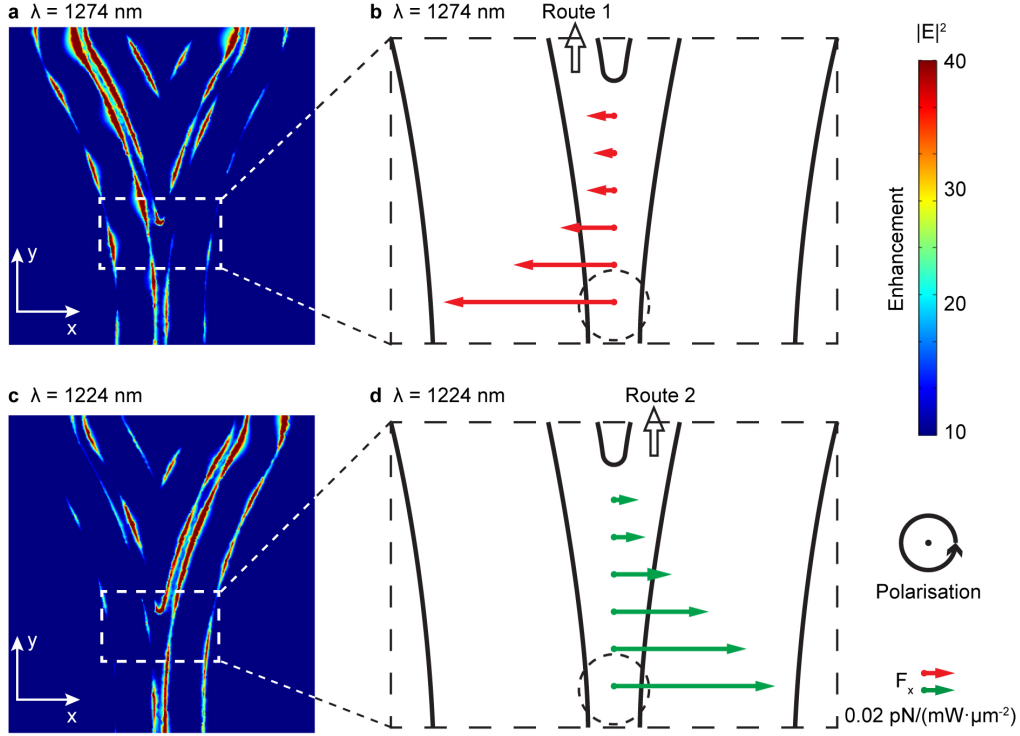 a λ = 1274 nm
b λ = 1274 nm
Route 1
|E|²
y
x
40
30
20
10
Enhancement
c λ = 1224 nm
d λ = 1224 nm
Route 2
y
x
Polarisation
Fₓ
0.02 pN/(mW·µm⁻²)